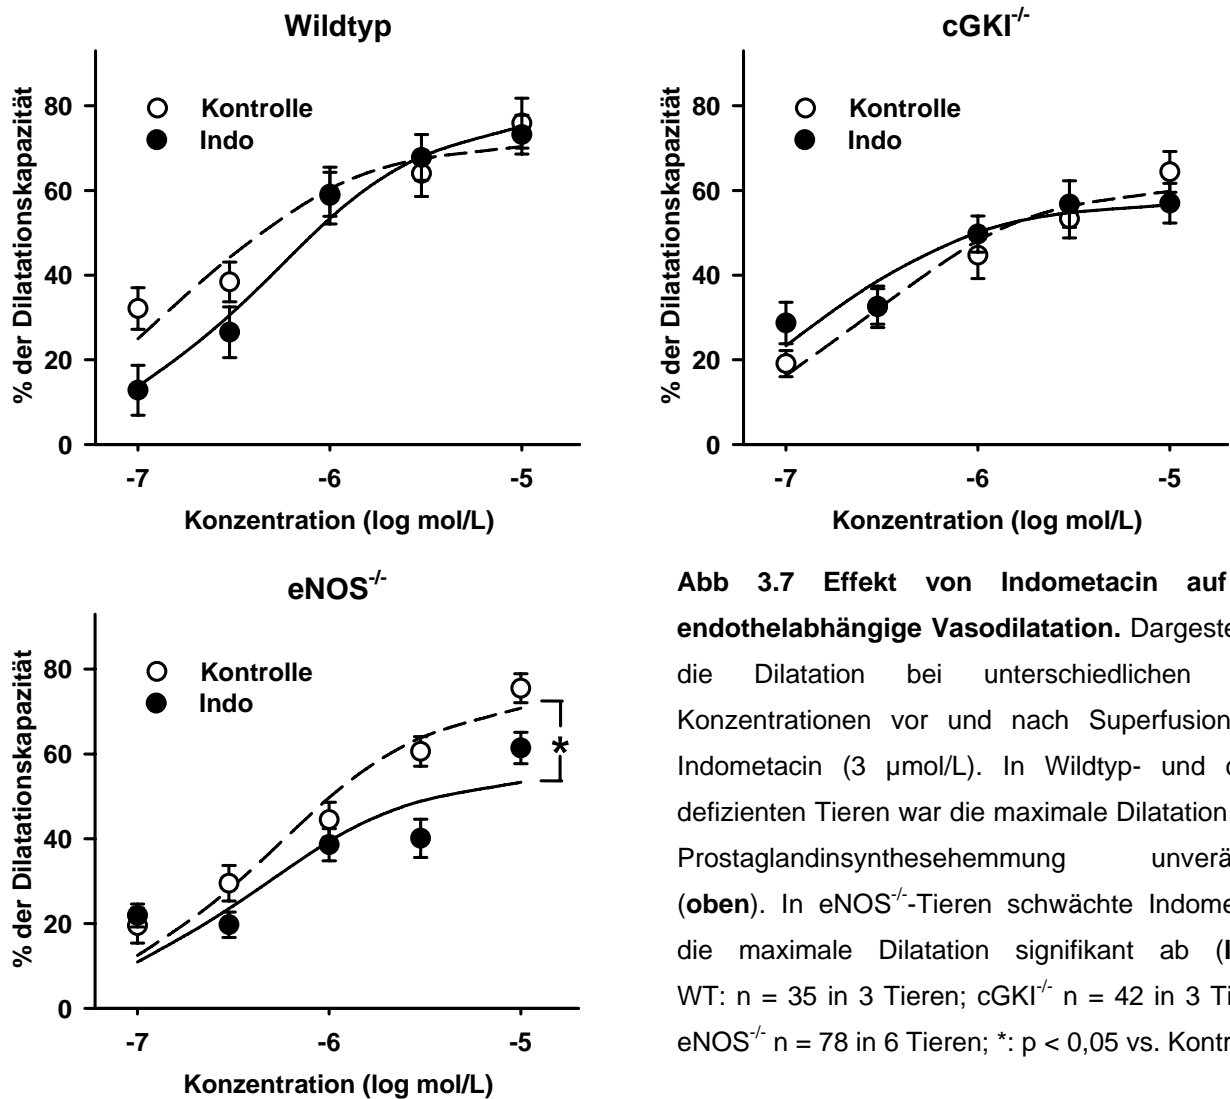 Wildtyp
% der Dilatationskapazität
80
60
40
20
0
Kontrolle
Indo
-7 -6 -5
Konzentration (log mol/L)
cGKI-/-
% der Dilatationskapazität
80
60
40
20
0
Kontrolle
Indo
-7 -6 -5
Konzentration (log mol/L)
eNOS-/-
% der Dilatationskapazität
80
60
40
20
0
Kontrolle
Indo
*
-7 -6 -5
Konzentration (log mol/L)
Abb 3.7 Effekt von Indometacin auf
endothelabhängige Vasodilatation.
die Dilatation bei unterschiedlichen
Konzentrationen vor und nach Superfusion
Indometacin (3 µmol/L). In Wildtyp- und
defizienten Tieren war die maximale Dilatation
Prostaglandinsynthesehemmung
(oben). In eNOS-/--Tieren schwächte
die maximale Dilatation signifikant ab
WT: n = 35 in 3 Tieren; cGKI-/- n = 42 in 3
eNOS-/- n = 78 in 6 Tieren; *: p < 0,05 vs.